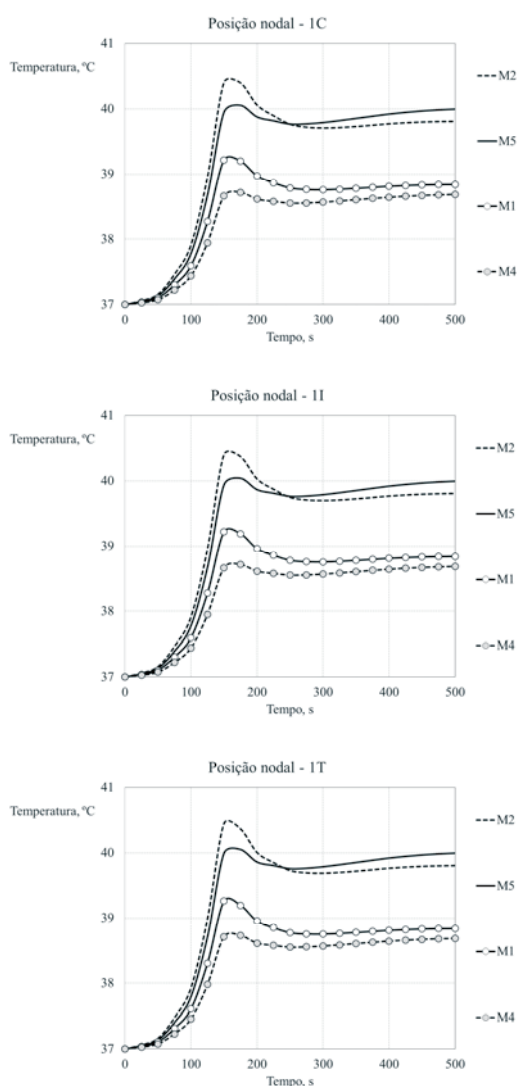 Posição nodal - 1C
Temperatura, ºC
41
40
39
38
37
0 100 200 300 400 500
Tempo, s
M2
M5
M1
M4
Posição nodal - 1I
Temperatura, ºC
41
40
39
38
37
0 100 200 300 400 500
Tempo, s
M2
M5
M1
M4
Posição nodal - 1T
Temperatura, ºC
41
40
39
38
37
0 100 200 300 400 500
Tempo, s
M2
M5
M1
M4